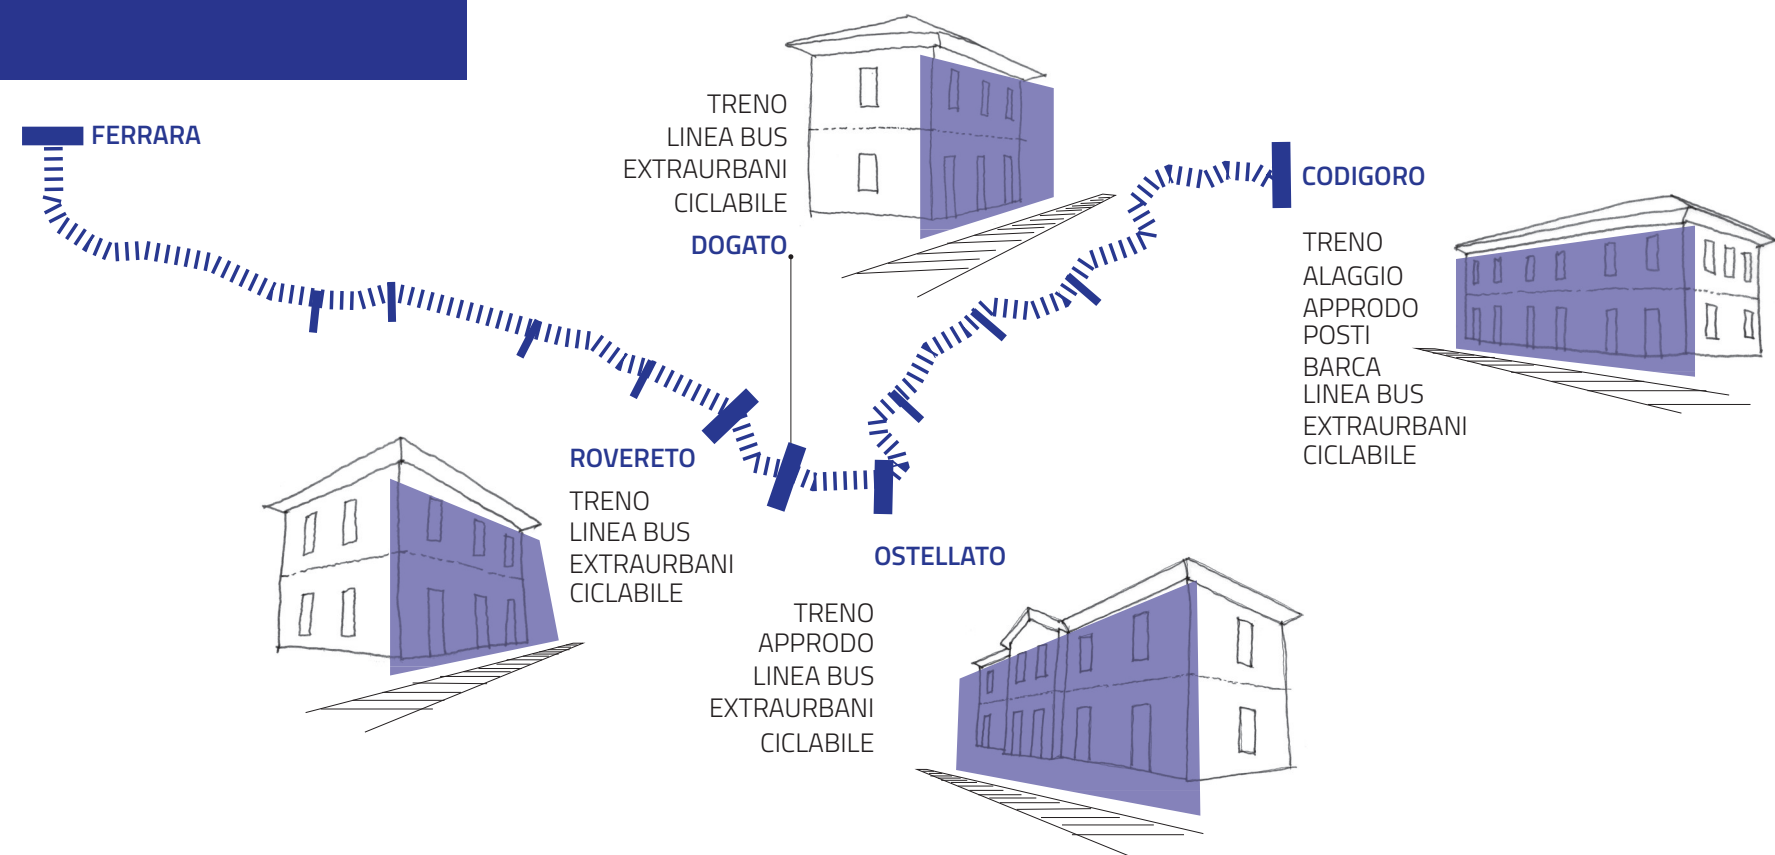 FERRARA
TRENO
LINEA BUS
EXTRAURBANI
CICLABILE
DOGATO
CODIGORO
TRENO
ALAGGIO
APPRODO
POSTI
BARCA
LINEA BUS
EXTRAURBANI
CICLABILE
ROVERETO
TRENO
LINEA BUS
EXTRAURBANI
CICLABILE
OSTELLATO
TRENO
APPRODO
LINEA BUS
EXTRAURBANI
CICLABILE